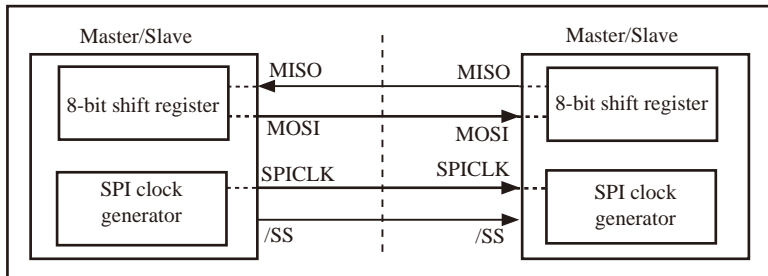 Master/Slave
Master/Slave
MISO
MISO
8-bit shift register
8-bit shift register
MOSI
MOSI
SPICLK
SPICLK
SPI clock
generator
SPI clock
generator
/SS
/SS